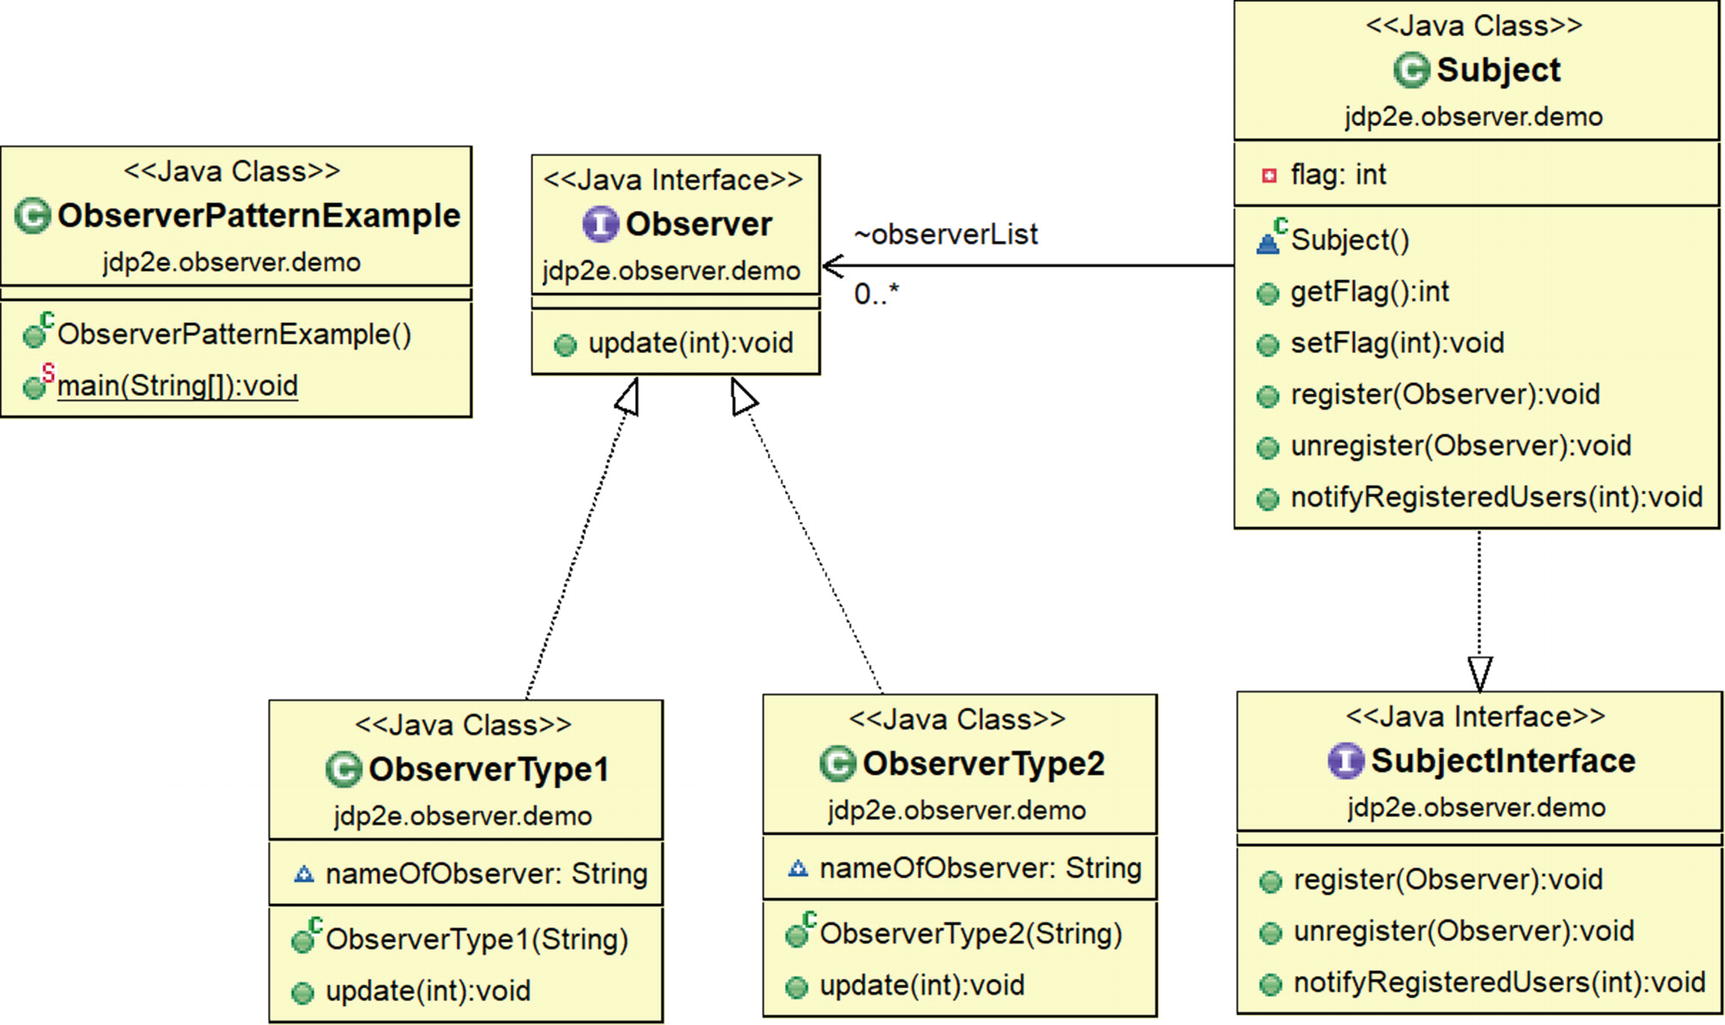 <<Java Class>>
ObserverPatternExample
jdp2e.observer.demo
ObserverPatternExample()
main(String[]):void
<<Java Interface>>
Observer
jdp2e.observer.demo
update(int):void
~observerList
0..*
<<Java Class>>
Subject
jdp2e.observer.demo
flag: int
Subject()
getFlag():int
setFlag(int):void
register(Observer):void
unregister(Observer):void
notifyRegisteredUsers(int):void
<<Java Class>>
ObserverType1
jdp2e.observer.demo
nameOfObserver: String
ObserverType1(String)
update(int):void
<<Java Class>>
ObserverType2
jdp2e.observer.demo
nameOfObserver: String
ObserverType2(String)
update(int):void
<<Java Interface>>
SubjectInterface
jdp2e.observer.demo
register(Observer):void
unregister(Observer):void
notifyRegisteredUsers(int):void